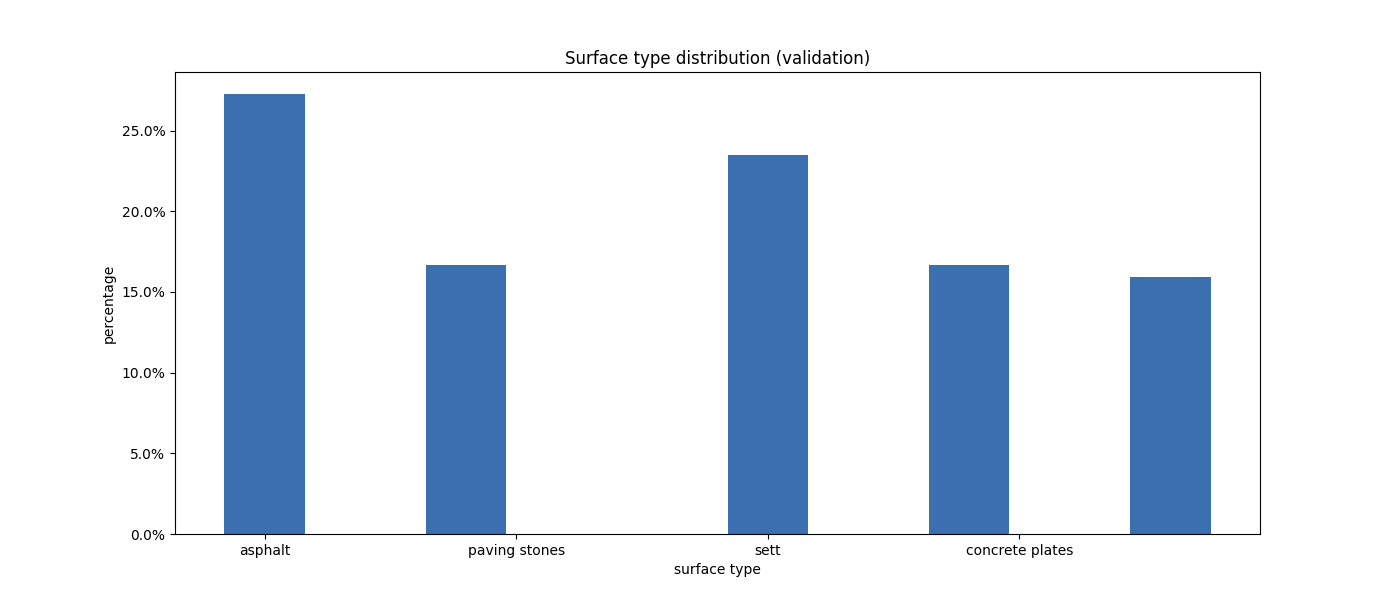 Surface type distribution (validation)
percentage
25.0%
20.0%
15.0%
10.0%
5.0%
0.0%
asphalt paving stones sett concrete plates
surface type